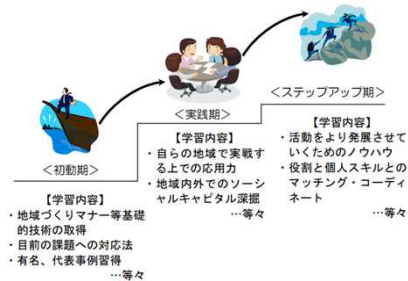 <初動期>
【学習内容】
・地域づくりマナー等基礎
的技術の取得
・目前の課題への対応法
・有名、代表事例習得
…等々
<実践期>
【学習内容】
・自らの地域で実戦す
る上での応用力
・地域内外でのソーシ
ャルキャピタル深掘
…等々
<ステップアップ期>
【学習内容】
・活動をより発展させて
いくためのノウハウ
・役割と個人スキルとの
マッチング・コーディ
ネート
…等々